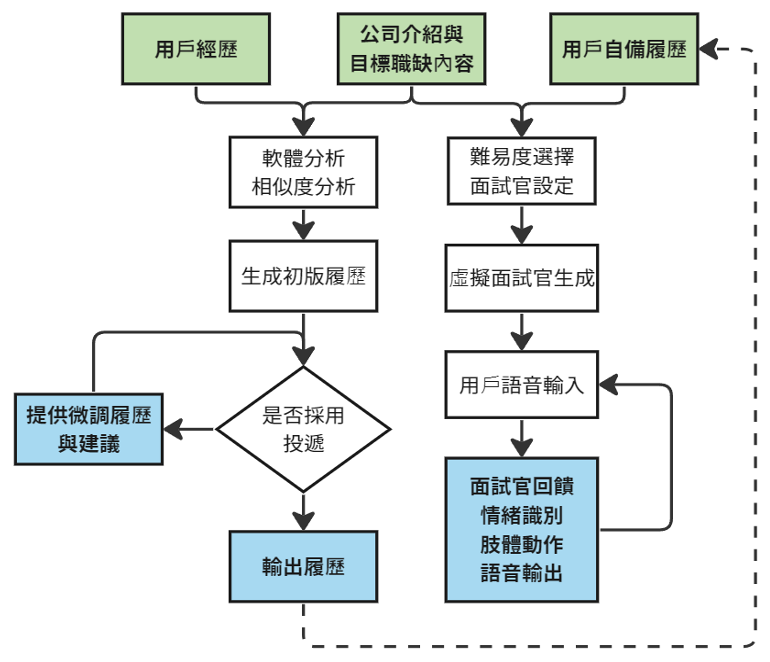 用戶經歷
公司介紹與
目標職缺內容
用戶自備履歷
軟體分析
相似度分析
難易度選擇
面試官設定
生成初版履歷
虛擬面試官生成
是否採用
投遞
用戶語音輸入
提供微調履歷
與建議
輸出履歷
面試官回饋
情緒識別
肢體動作
語音輸出